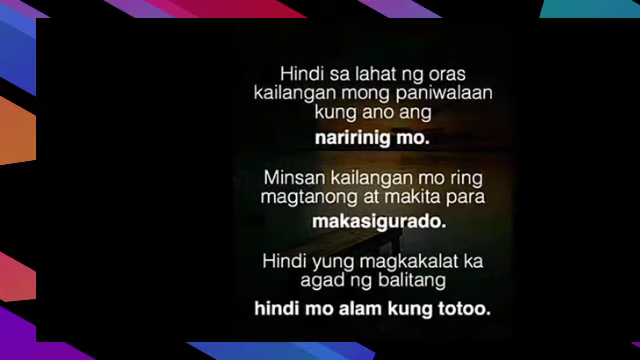 Hindi sa lahat ng oras
kailangan mong paniwalaan
kung ano ang
naririnig mo.
Minsan kailangan mo ring
magtanong at makita para
makasigurado.
Hindi yung magkakalat ka
agad ng balitang
hindi mo alam kung totoo.